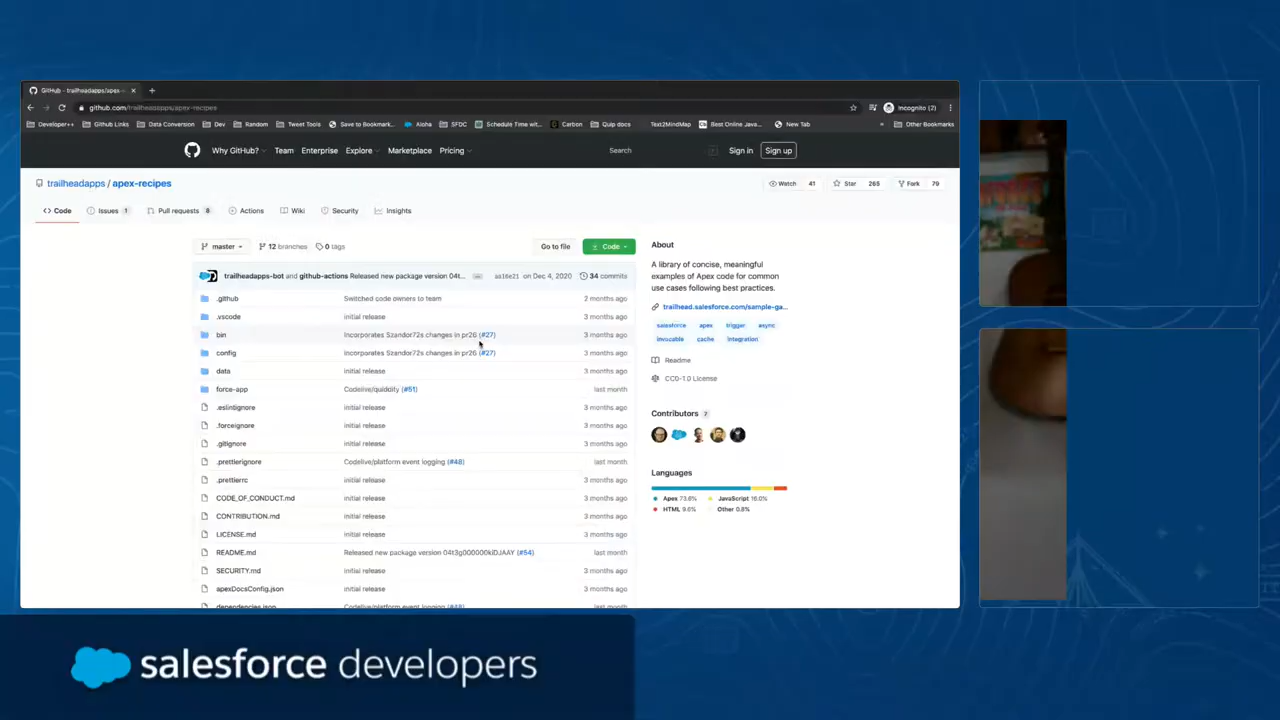 GitHub - trailheadapps/apex-
github.com/trailheadapps/apex-recipes
Incognito (2)
Developer++ Github Links Data Conversion Dev Random Tweet Tools Save to Bookmark... Aloha SFDC Schedule Time wit... Carbon Quip docs Text2MindMap Best Online Java... New Tab » Other Bookmarks
Why GitHub? Team Enterprise Explore Marketplace Pricing Search Sign in Sign up
trailheadapps / apex-recipes
Watch 41 Star 265 Fork 79
Code Issues 1 Pull requests 8 Actions Wiki Security Insights
master 12 branches 0 tags Go to file Code
trailheadapps-bot and github-actions Released new package version 04t... aa16e21 on Dec 4, 2020 34 commits
.github Switched code owners to team 2 months ago
.vscode initial release 3 months ago
bin Incorporates Szandor72s changes in pr26 (#27) 3 months ago
config Incorporates Szandor72s changes in pr26 (#27) 3 months ago
data initial release 3 months ago
force-app Codelive/quiddity (#51) last month
.eslintignore initial release 3 months ago
.forceignore initial release 3 months ago
.gitignore initial release 3 months ago
.prettierignore Codelive/platform event logging (#48) last month
.prettierrc initial release 3 months ago
CODE_OF_CONDUCT.md initial release 3 months ago
CONTRIBUTION.md initial release 3 months ago
LICENSE.md initial release 3 months ago
README.md Released new package version 04t3g000000kiDJAAY (#54) last month
SECURITY.md initial release 3 months ago
apexDocsConfig.json initial release 3 months ago
dependencies.json Codelive/platform event logging (#48) last month
About
A library of concise, meaningful
examples of Apex code for common
use cases following best practices.
trailhead.salesforce.com/sample-ga...
salesforce apex trigger async
invocable cache integration
Readme
CC0-1.0 License
Contributors 7
Languages
Apex 73.6% JavaScript 16.0%
HTML 9.6% Other 0.8%
salesforce developers